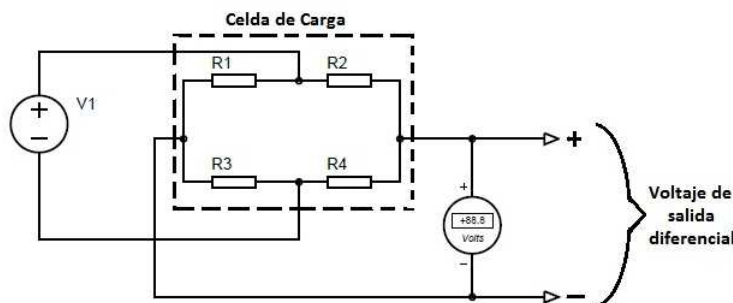 Celda de Carga
R1
R2
V1
R3
R4
+88.8
Volts
Voltaje de
salida
diferencial